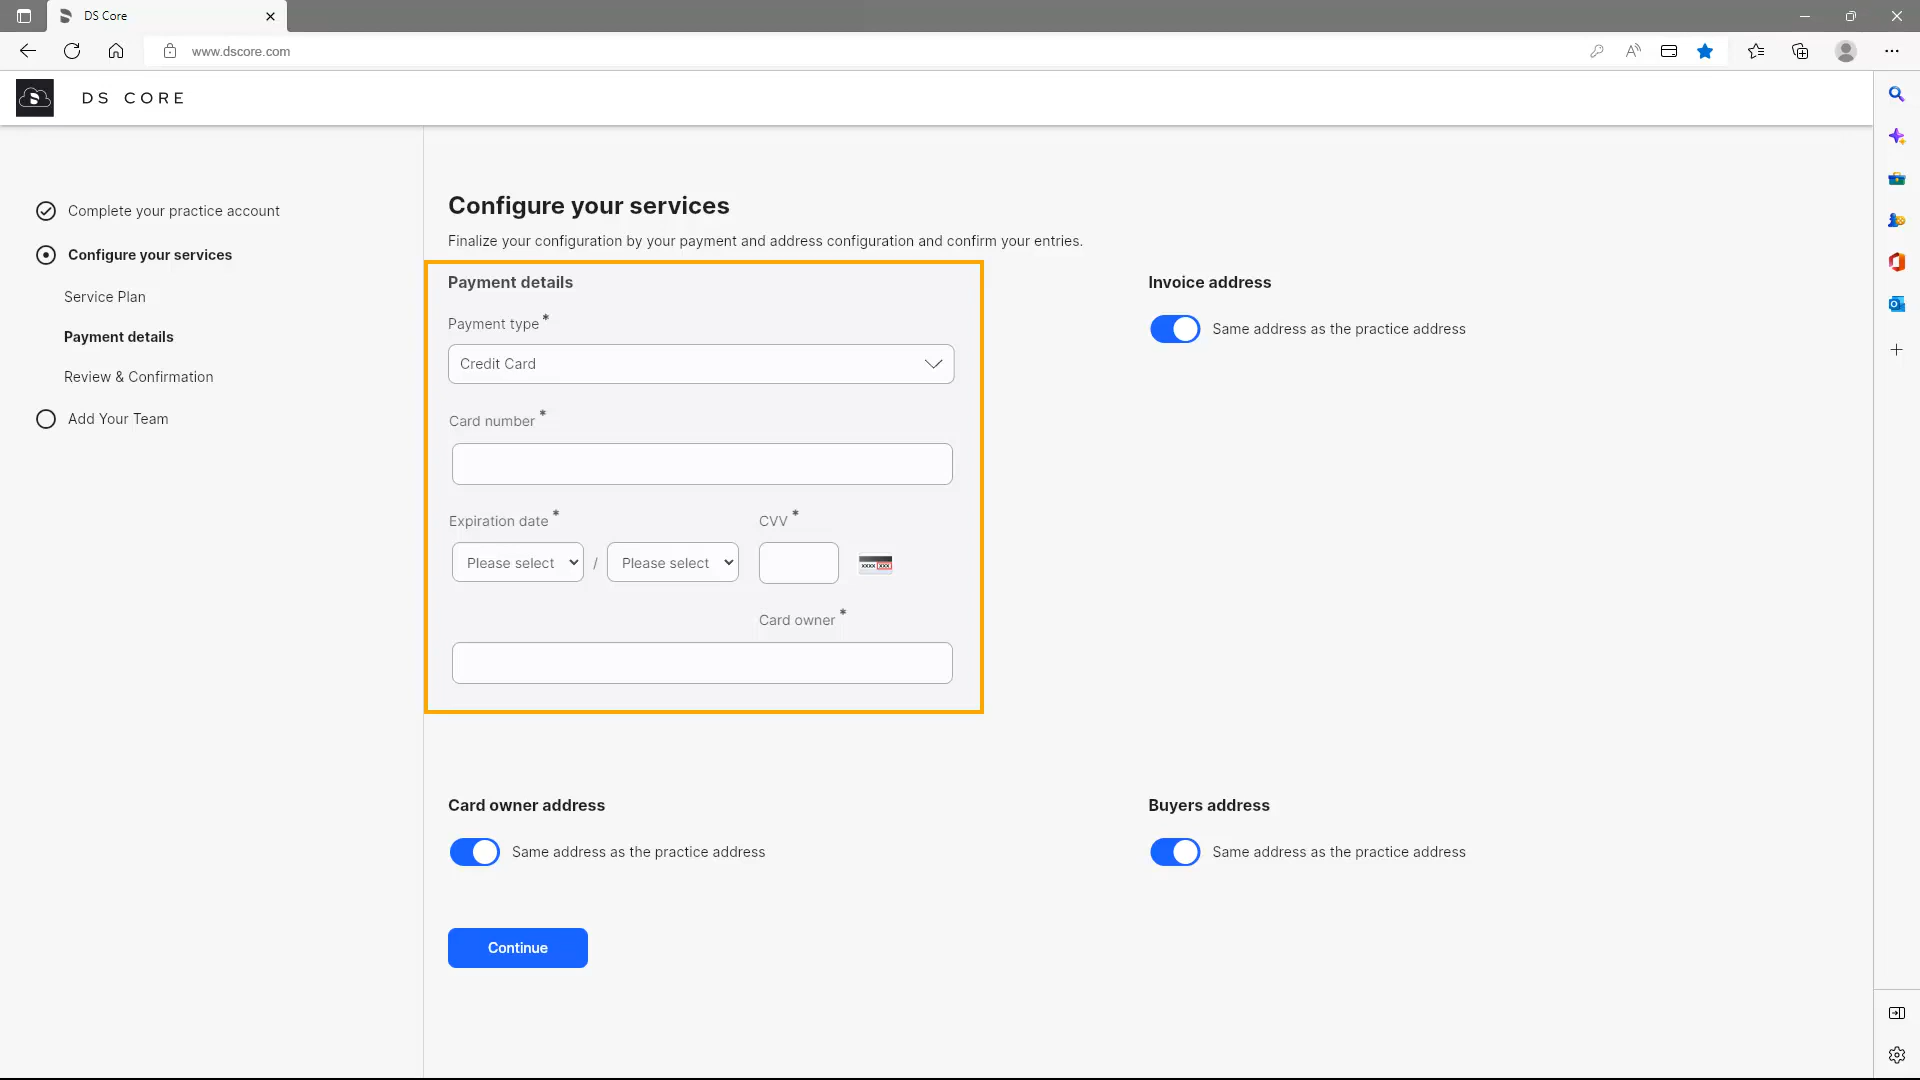 DS Core
www.dscore.com
DS CORE
Complete your practice account
Configure your services
Service Plan
Payment details
Review & Confirmation
Add Your Team
Configure your services
Finalize your configuration by your payment and address configuration and confirm your entries.
Payment details
Payment type *
Credit Card
Card number *
Expiration date *
CVV *
Please select / Please select
XXXX XXX
Card owner *
Invoice address
Same address as the practice address
Card owner address
Same address as the practice address
Buyers address
Same address as the practice address
Continue